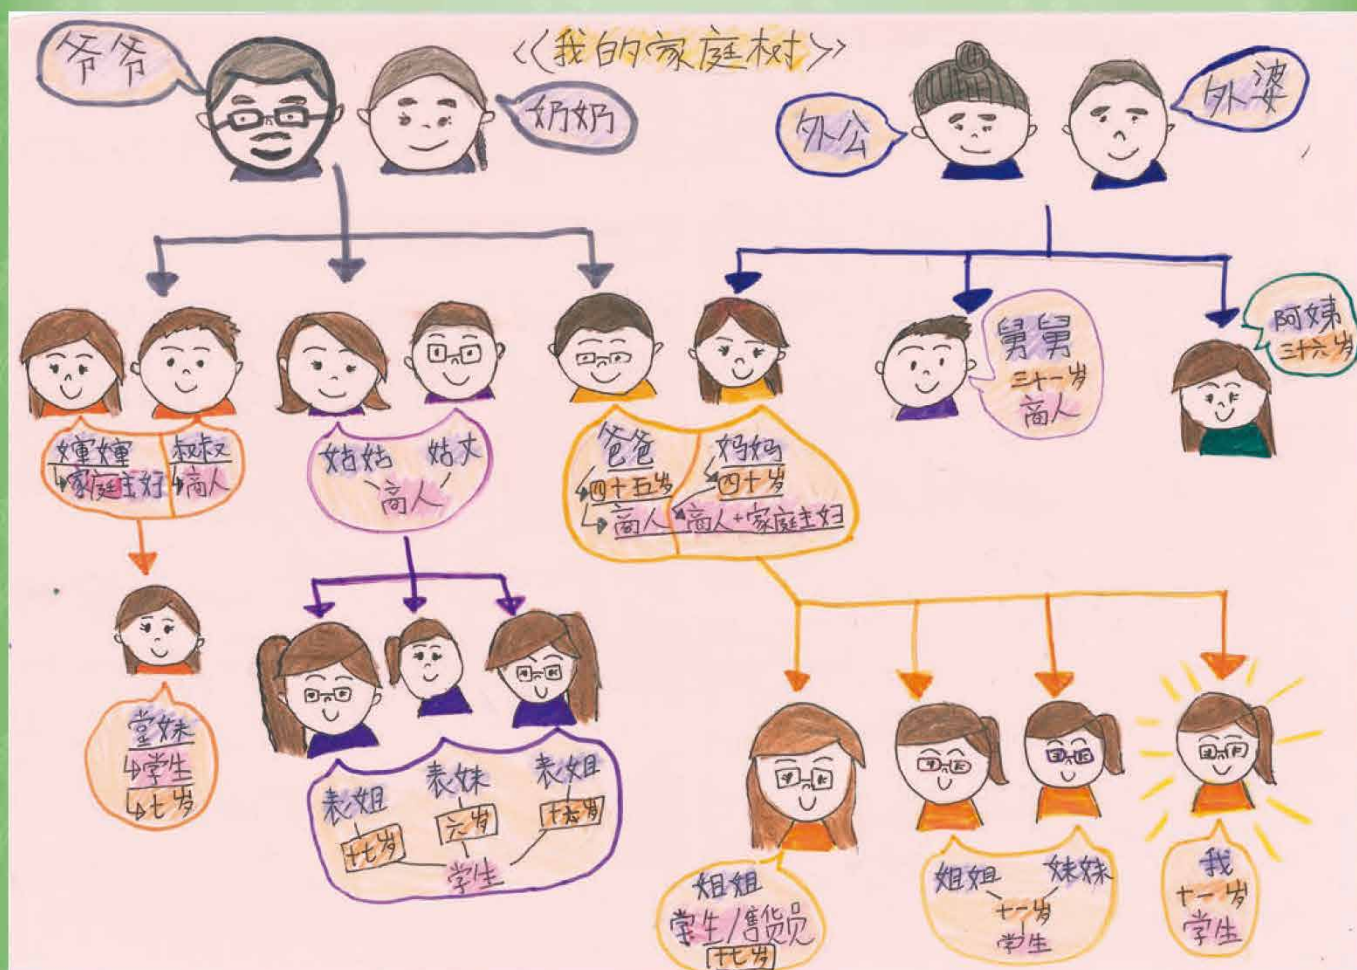 《我的家庭树》
爷爷
奶奶
外公
外婆
婶婶
家庭主妇
叔叔
商人
姑姑 姑丈
商人
爸爸
四十五岁
商人
妈妈
四十岁
商人+家庭主妇
舅舅
三十一岁
商人
阿姨
三十六岁
堂妹
学生
七岁
表姐
十七岁
表妹
六岁
表姐
学生
姐姐
学生/售货员
十七岁
姐姐 妹妹
十一岁
学生
我
十一岁
学生